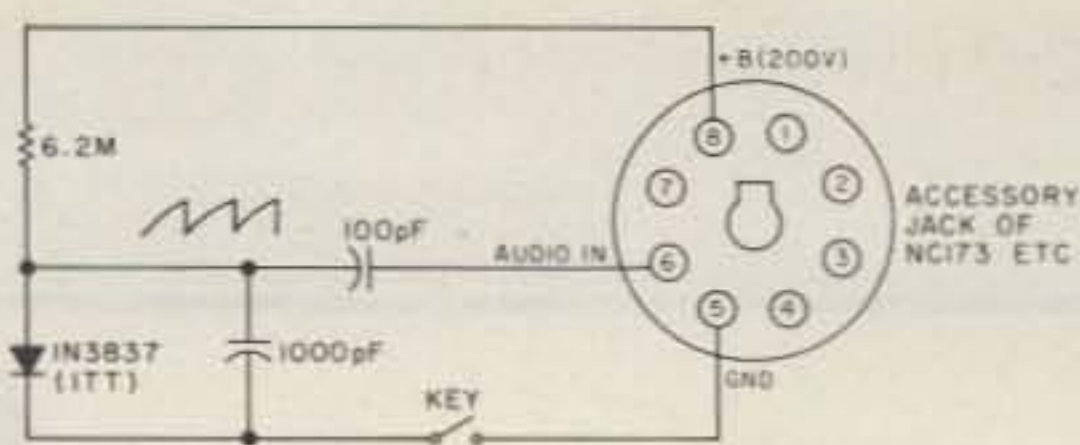 +B(200V)
6.2M
8
1
7
2
ACCESSORY
JACK OF
NC173 ETC
100pF
AUDIO IN
6
3
5
4
1N3837
(ITT)
1000pF
GND
KEY